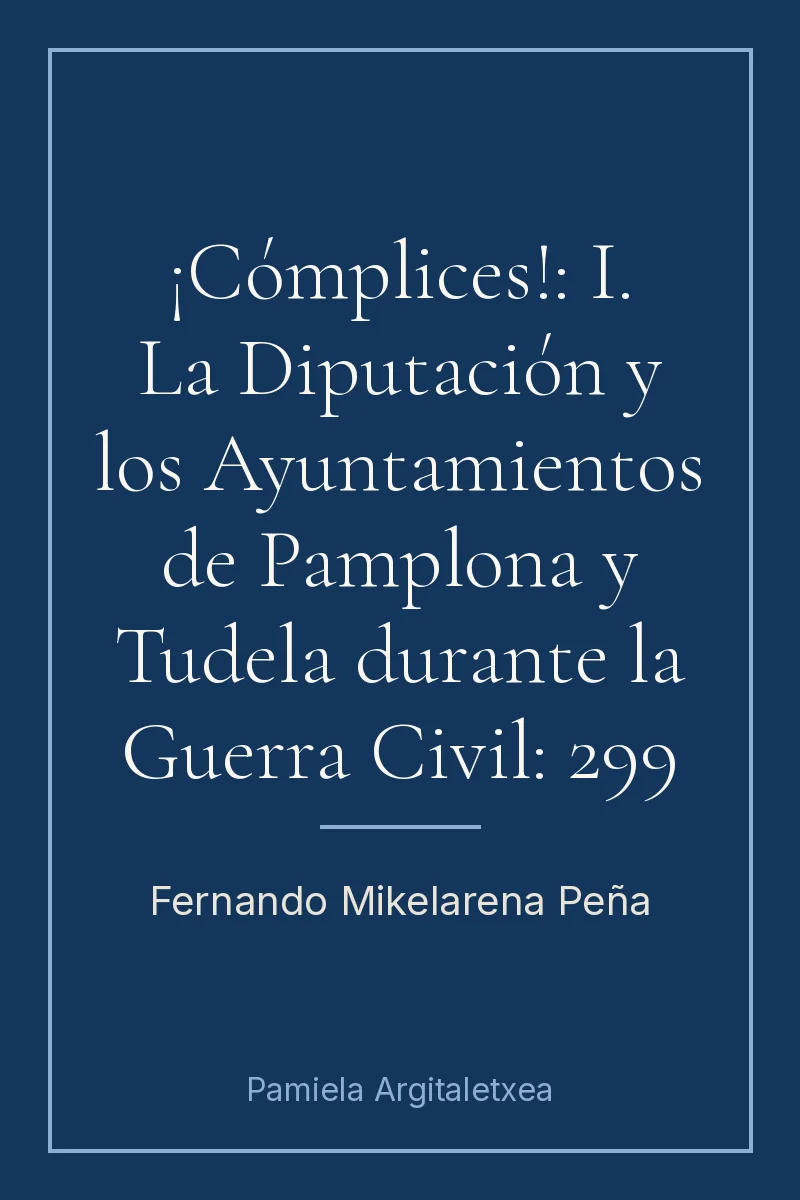 ¡Cómplices!: I.
La Diputación y
los Ayuntamientos
de Pamplona y
Tudela durante la
Guerra Civil: 299
Fernando Mikelarena Peña
Pamiela Argitaletxea